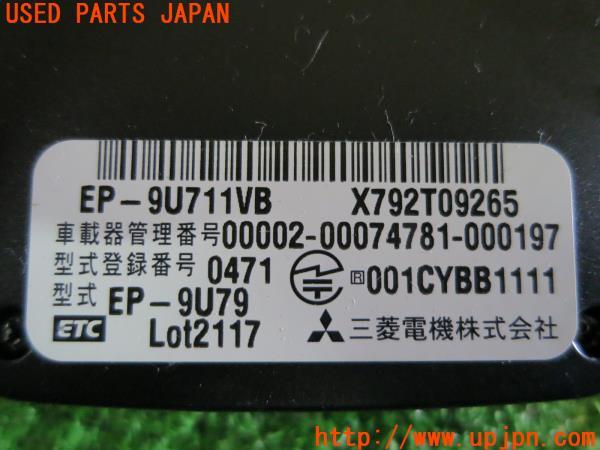 USED PARTS JAPAN
EP-9U711VB X792T09265
車載器管理番号00002-00074781-000197
型式登録番号 0471 R 001CYBB1111
型式 EP-9U79
ETC Lot2117 三菱電機株式会社
http://www.upjpn.com/